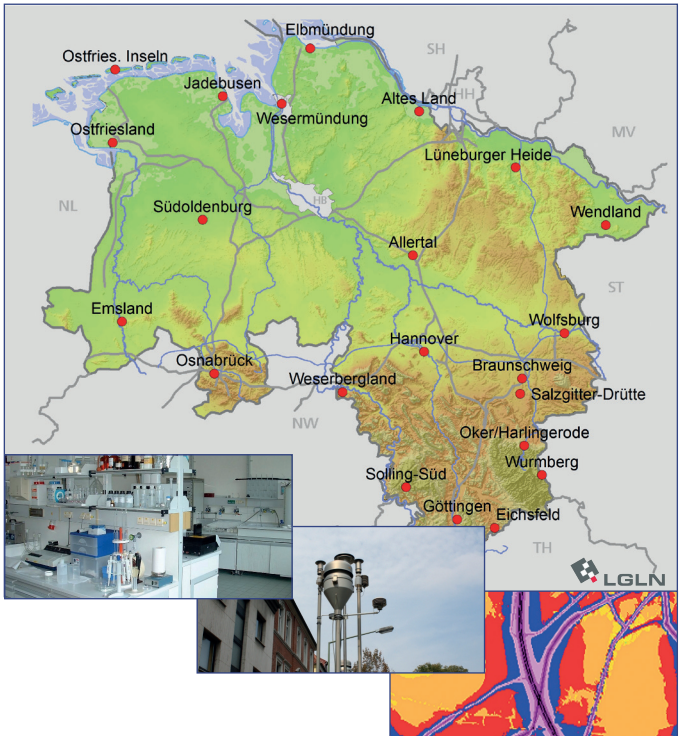 Elbmündung
SH
Ostfries. Inseln
HH
Jadebusen
Altes Land
Wesermündung
MV
Ostfriesland
Lüneburger Heide
NL
HB
Südoldenburg
Wendland
Allertal
ST
Emsland
Wolfsburg
Hannover
Osnabrück
Braunschweig
Weserbergland
Salzgitter-Drütte
NW
Oker/Harlingerode
Wurmberg
Solling-Süd
Göttingen
Eichsfeld
TH
LGLN